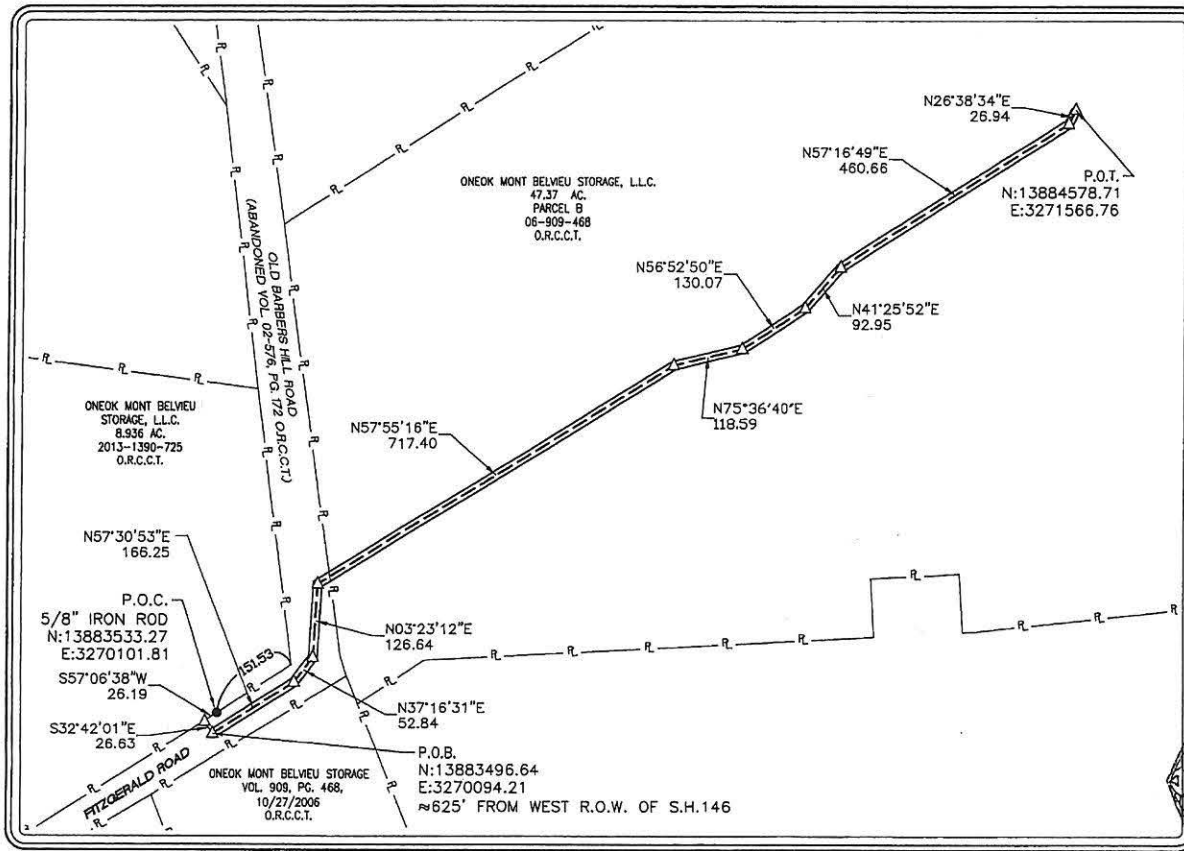 N26°38'34"E
26.94
N57°16'49"E
460.66
P.O.T.
N:13884578.71
E:3271566.76
ONEOK MONT BELVIEU STORAGE, L.L.C.
47.37 AC.
PARCEL B
06-909-468
O.R.C.C.T.
N56°52'50"E
130.07
N41°25'52"E
92.95
OLD BARBERS HILL ROAD
(ABANDONED VOL. 02-576, PG. 172 O.R.C.C.T.)
N75°36'40"E
118.59
ONEOK MONT BELVIEU
STORAGE, L.L.C.
8.936 AC.
2013-1390-725
O.R.C.C.T.
N57°55'16"E
717.40
N57°30'53"E
166.25
P.O.C.
5/8" IRON ROD
N:13883533.27
E:3270101.81
151.53
N03°23'12"E
126.64
S57°06'38"W
26.19
N37°16'31"E
52.84
S32°42'01"E
26.63
P.O.B.
N:13883496.64
E:3270094.21
≈625' FROM WEST R.O.W. OF S.H.146
FITZGERALD ROAD
ONEOK MONT BELVIEU STORAGE
VOL. 909, PG. 468,
10/27/2006
O.R.C.C.T.